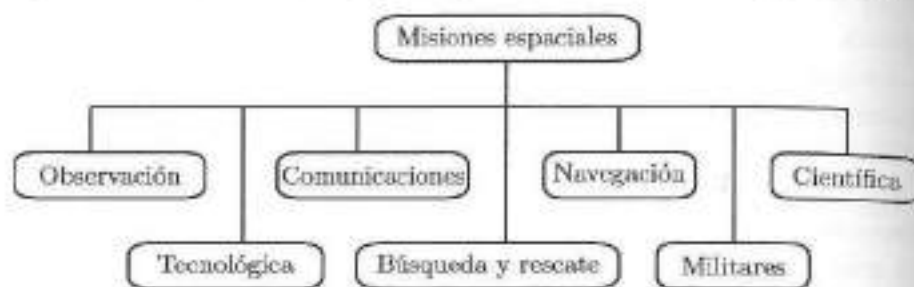 Misiones espaciales
Observación
Comunicaciones
Navegación
Científica
Tecnológica
Búsqueda y rescate
Militares